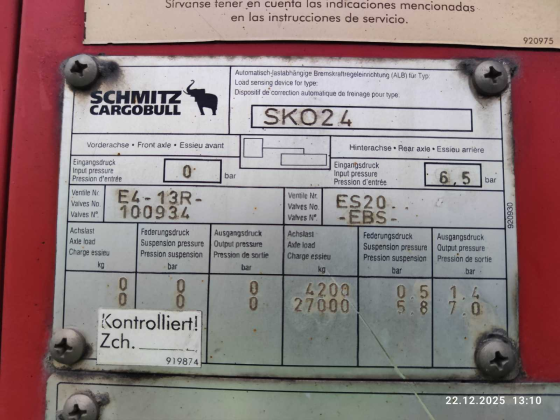 Sírvanse tener en cuenta las indicaciones mencionadas
en las instrucciones de servicio.
920975
SCHMITZ
CARGOBULL
Automatisch-lastabhängige Bremskraftregeleinrichtung (ALB) für Typ:
Load sensing device for type:
Dispositif de correction automatique de freinage pour type:
SKO24
Vorderachse • Front axle • Essieu avant
Hinterachse • Rear axle • Essieu arrière
Eingangsdruck
Input pressure
Pression d'entrée
0 bar
Eingangsdruck
Input pressure
Pression d'entrée
6,5 bar
Ventile Nr.
Valves No.
Valves N°
E4-13R-
100934
Ventile Nr.
Valves No.
Valves N°
ES20
-EBS-
920930
Achslast
Axle load
Charge essieu
kg
Federungsdruck
Suspension pressure
Pression suspension
bar
Ausgangsdruck
Output pressure
Pression de sortie
bar
Achslast
Axle load
Charge essieu
kg
Federungsdruck
Suspension pressure
Pression suspension
bar
Ausgangsdruck
Output pressure
Pression de sortie
bar
0 0 0 4200 0.5 1.4
0 0 0 27000 5.8 7.0
Kontrolliert!
Zch.
919874
22.12.2025 13:10